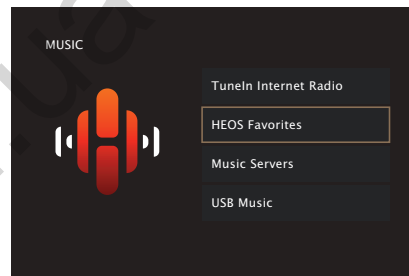 MUSIC
TuneIn Internet Radio
HEOS Favorites
Music Servers
USB Music